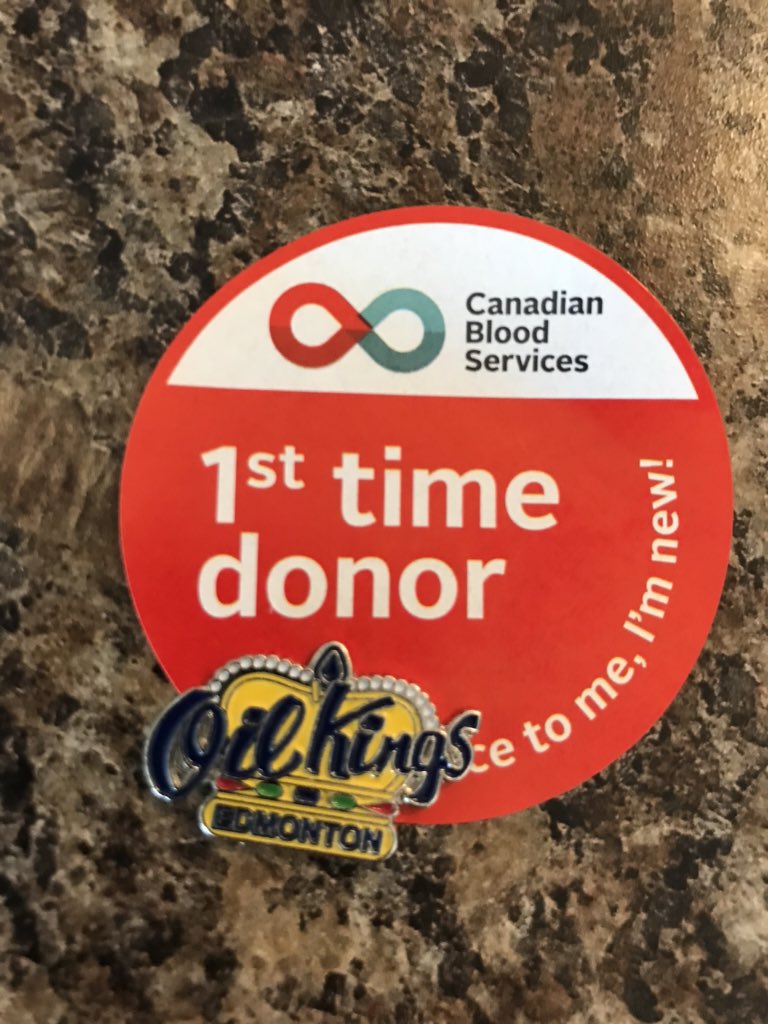 Canadian
Blood
Services
1st time
donor
ce to me, I'm new!
Oil Kings
EDMONTON